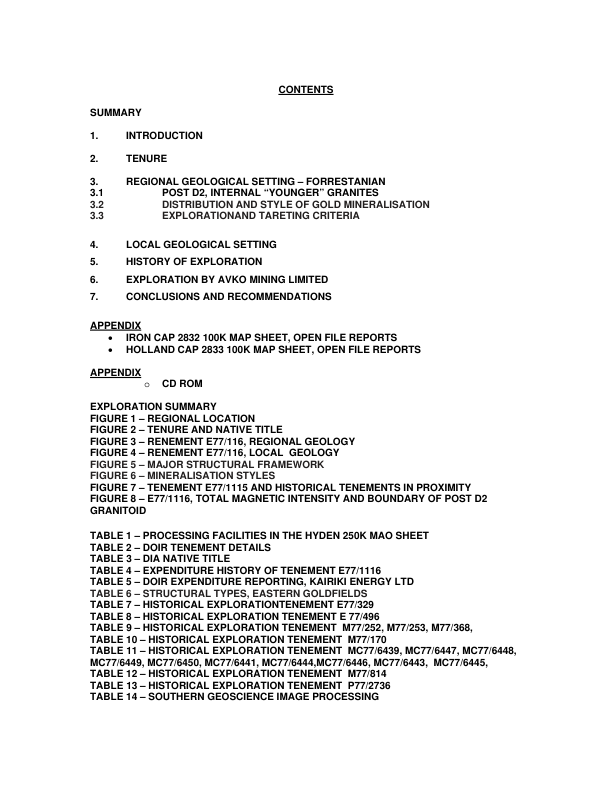 CONTENTS
SUMMARY
1. INTRODUCTION
2. TENURE
3. REGIONAL GEOLOGICAL SETTING – FORRESTANIAN
3.1 POST D2, INTERNAL “YOUNGER” GRANITES
3.2 DISTRIBUTION AND STYLE OF GOLD MINERALISATION
3.3 EXPLORATIONAND TARETING CRITERIA
4. LOCAL GEOLOGICAL SETTING
5. HISTORY OF EXPLORATION
6. EXPLORATION BY AVKO MINING LIMITED
7. CONCLUSIONS AND RECOMMENDATIONS
APPENDIX
• IRON CAP 2832 100K MAP SHEET, OPEN FILE REPORTS
• HOLLAND CAP 2833 100K MAP SHEET, OPEN FILE REPORTS
APPENDIX
o CD ROM
EXPLORATION SUMMARY
FIGURE 1 – REGIONAL LOCATION
FIGURE 2 – TENURE AND NATIVE TITLE
FIGURE 3 – RENEMENT E77/116, REGIONAL GEOLOGY
FIGURE 4 – RENEMENT E77/116, LOCAL GEOLOGY
FIGURE 5 – MAJOR STRUCTURAL FRAMEWORK
FIGURE 6 – MINERALISATION STYLES
FIGURE 7 – TENEMENT E77/1115 AND HISTORICAL TENEMENTS IN PROXIMITY
FIGURE 8 – E77/1116, TOTAL MAGNETIC INTENSITY AND BOUNDARY OF POST D2
GRANITOID
TABLE 1 – PROCESSING FACILITIES IN THE HYDEN 250K MAO SHEET
TABLE 2 – DOIR TENEMENT DETAILS
TABLE 3 – DIA NATIVE TITLE
TABLE 4 – EXPENDITURE HISTORY OF TENEMENT E77/1116
TABLE 5 – DOIR EXPENDITURE REPORTING, KAIRIKI ENERGY LTD
TABLE 6 – STRUCTURAL TYPES, EASTERN GOLDFIELDS
TABLE 7 – HISTORICAL EXPLORATIONTENEMENT E77/329
TABLE 8 – HISTORICAL EXPLORATION TENEMENT E 77/496
TABLE 9 – HISTORICAL EXPLORATION TENEMENT M77/252, M77/253, M77/368,
TABLE 10 – HISTORICAL EXPLORATION TENEMENT M77/170
TABLE 11 – HISTORICAL EXPLORATION TENEMENT MC77/6439, MC77/6447, MC77/6448,
MC77/6449, MC77/6450, MC77/6441, MC77/6444,MC77/6446, MC77/6443, MC77/6445,
TABLE 12 – HISTORICAL EXPLORATION TENEMENT M77/814
TABLE 13 – HISTORICAL EXPLORATION TENEMENT P77/2736
TABLE 14 – SOUTHERN GEOSCIENCE IMAGE PROCESSING